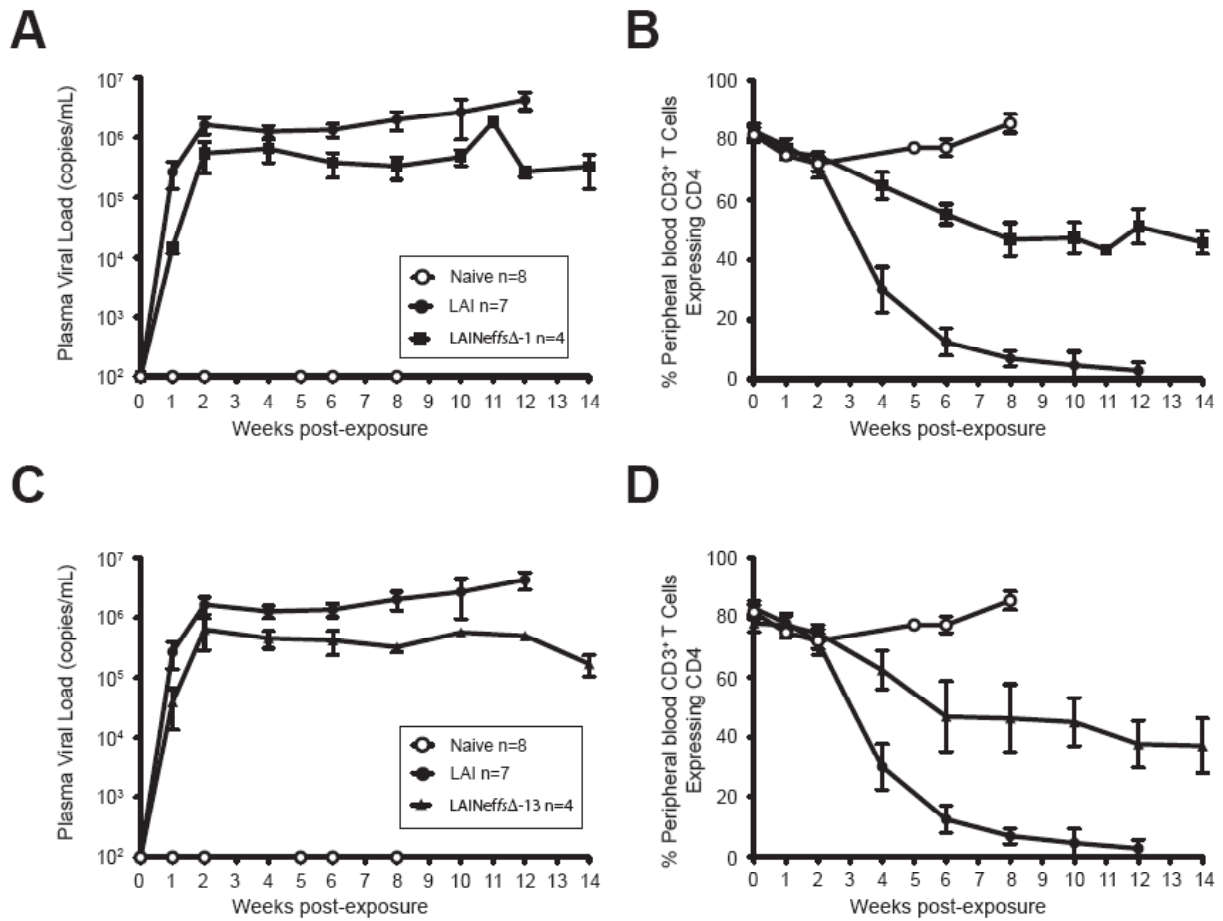 A
Plasma Viral Load (copies/mL)
10⁷
10⁶
10⁵
10⁴
10³
10²
0 1 2 3 4 5 6 7 8 9 10 11 12 13 14
Weeks post-exposure
Naive n=8
LAI n=7
LAINeffsΔ-1 n=4
B
% Peripheral blood CD3⁺ T Cells
Expressing CD4
100
80
60
40
20
0
0 1 2 3 4 5 6 7 8 9 10 11 12 13 14
Weeks post-exposure
C
Plasma Viral Load (copies/mL)
10⁷
10⁶
10⁵
10⁴
10³
10²
0 1 2 3 4 5 6 7 8 9 10 11 12 13 14
Weeks post-exposure
Naive n=8
LAI n=7
LAINeffsΔ-13 n=4
D
% Peripheral blood CD3⁺ T Cells
Expressing CD4
100
80
60
40
20
0
0 1 2 3 4 5 6 7 8 9 10 11 12 13 14
Weeks post-exposure